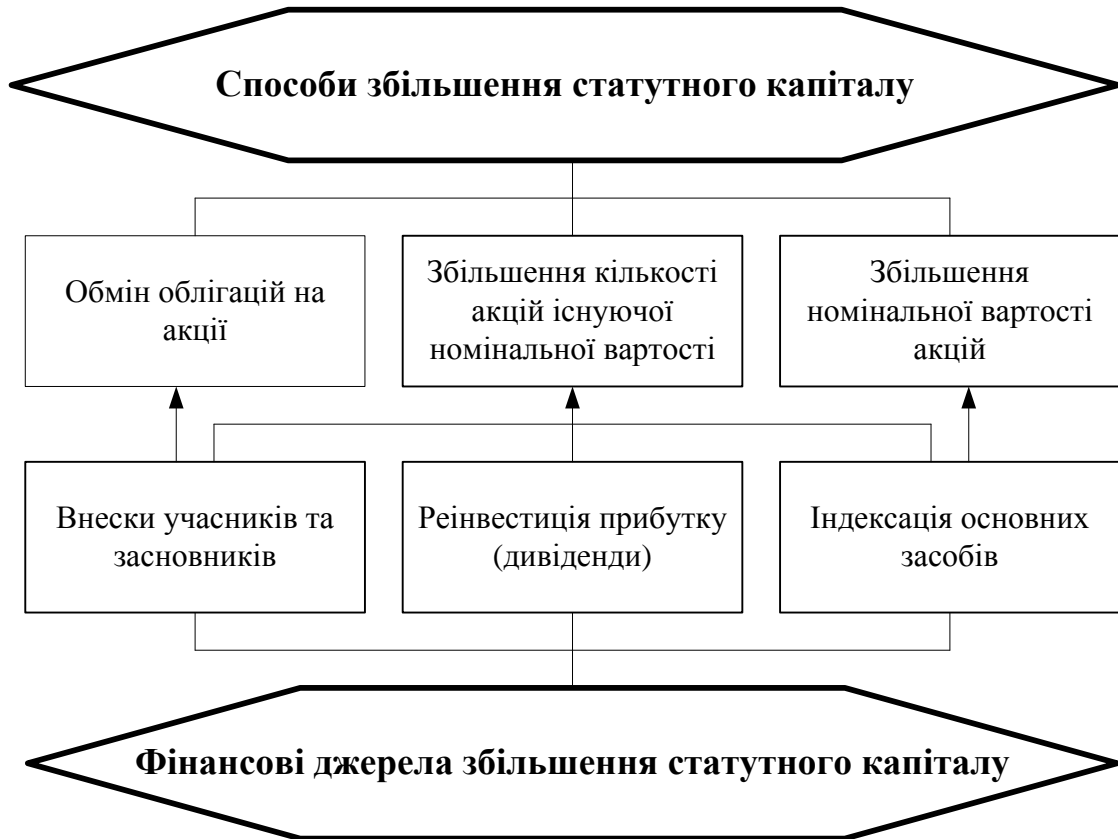 Способи збільшення статутного капіталу
Обмін облігацій на
акції
Збільшення кількості
акцій існуючої
номінальної вартості
Збільшення
номінальної вартості
акцій
Внески учасників та
засновників
Реінвестиція прибутку
(дивіденди)
Індексація основних
засобів
Фінансові джерела збільшення статутного капіталу